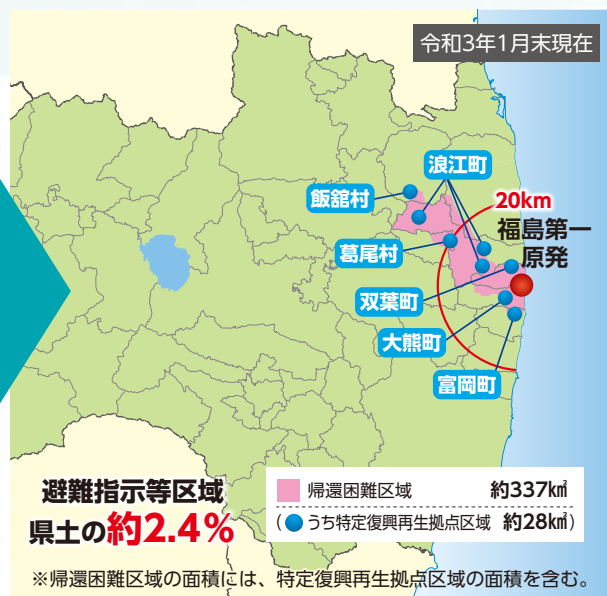 令和3年1月末現在
浪江町
飯舘村
20km
福島第一
原発
葛尾村
双葉町
大熊町
富岡町
避難指示等区域
県土の約2.4%
帰還困難区域 約337㎢
(●うち特定復興再生拠点区域 約28㎢)
※帰還困難区域の面積には、特定復興再生拠点区域の面積を含む。